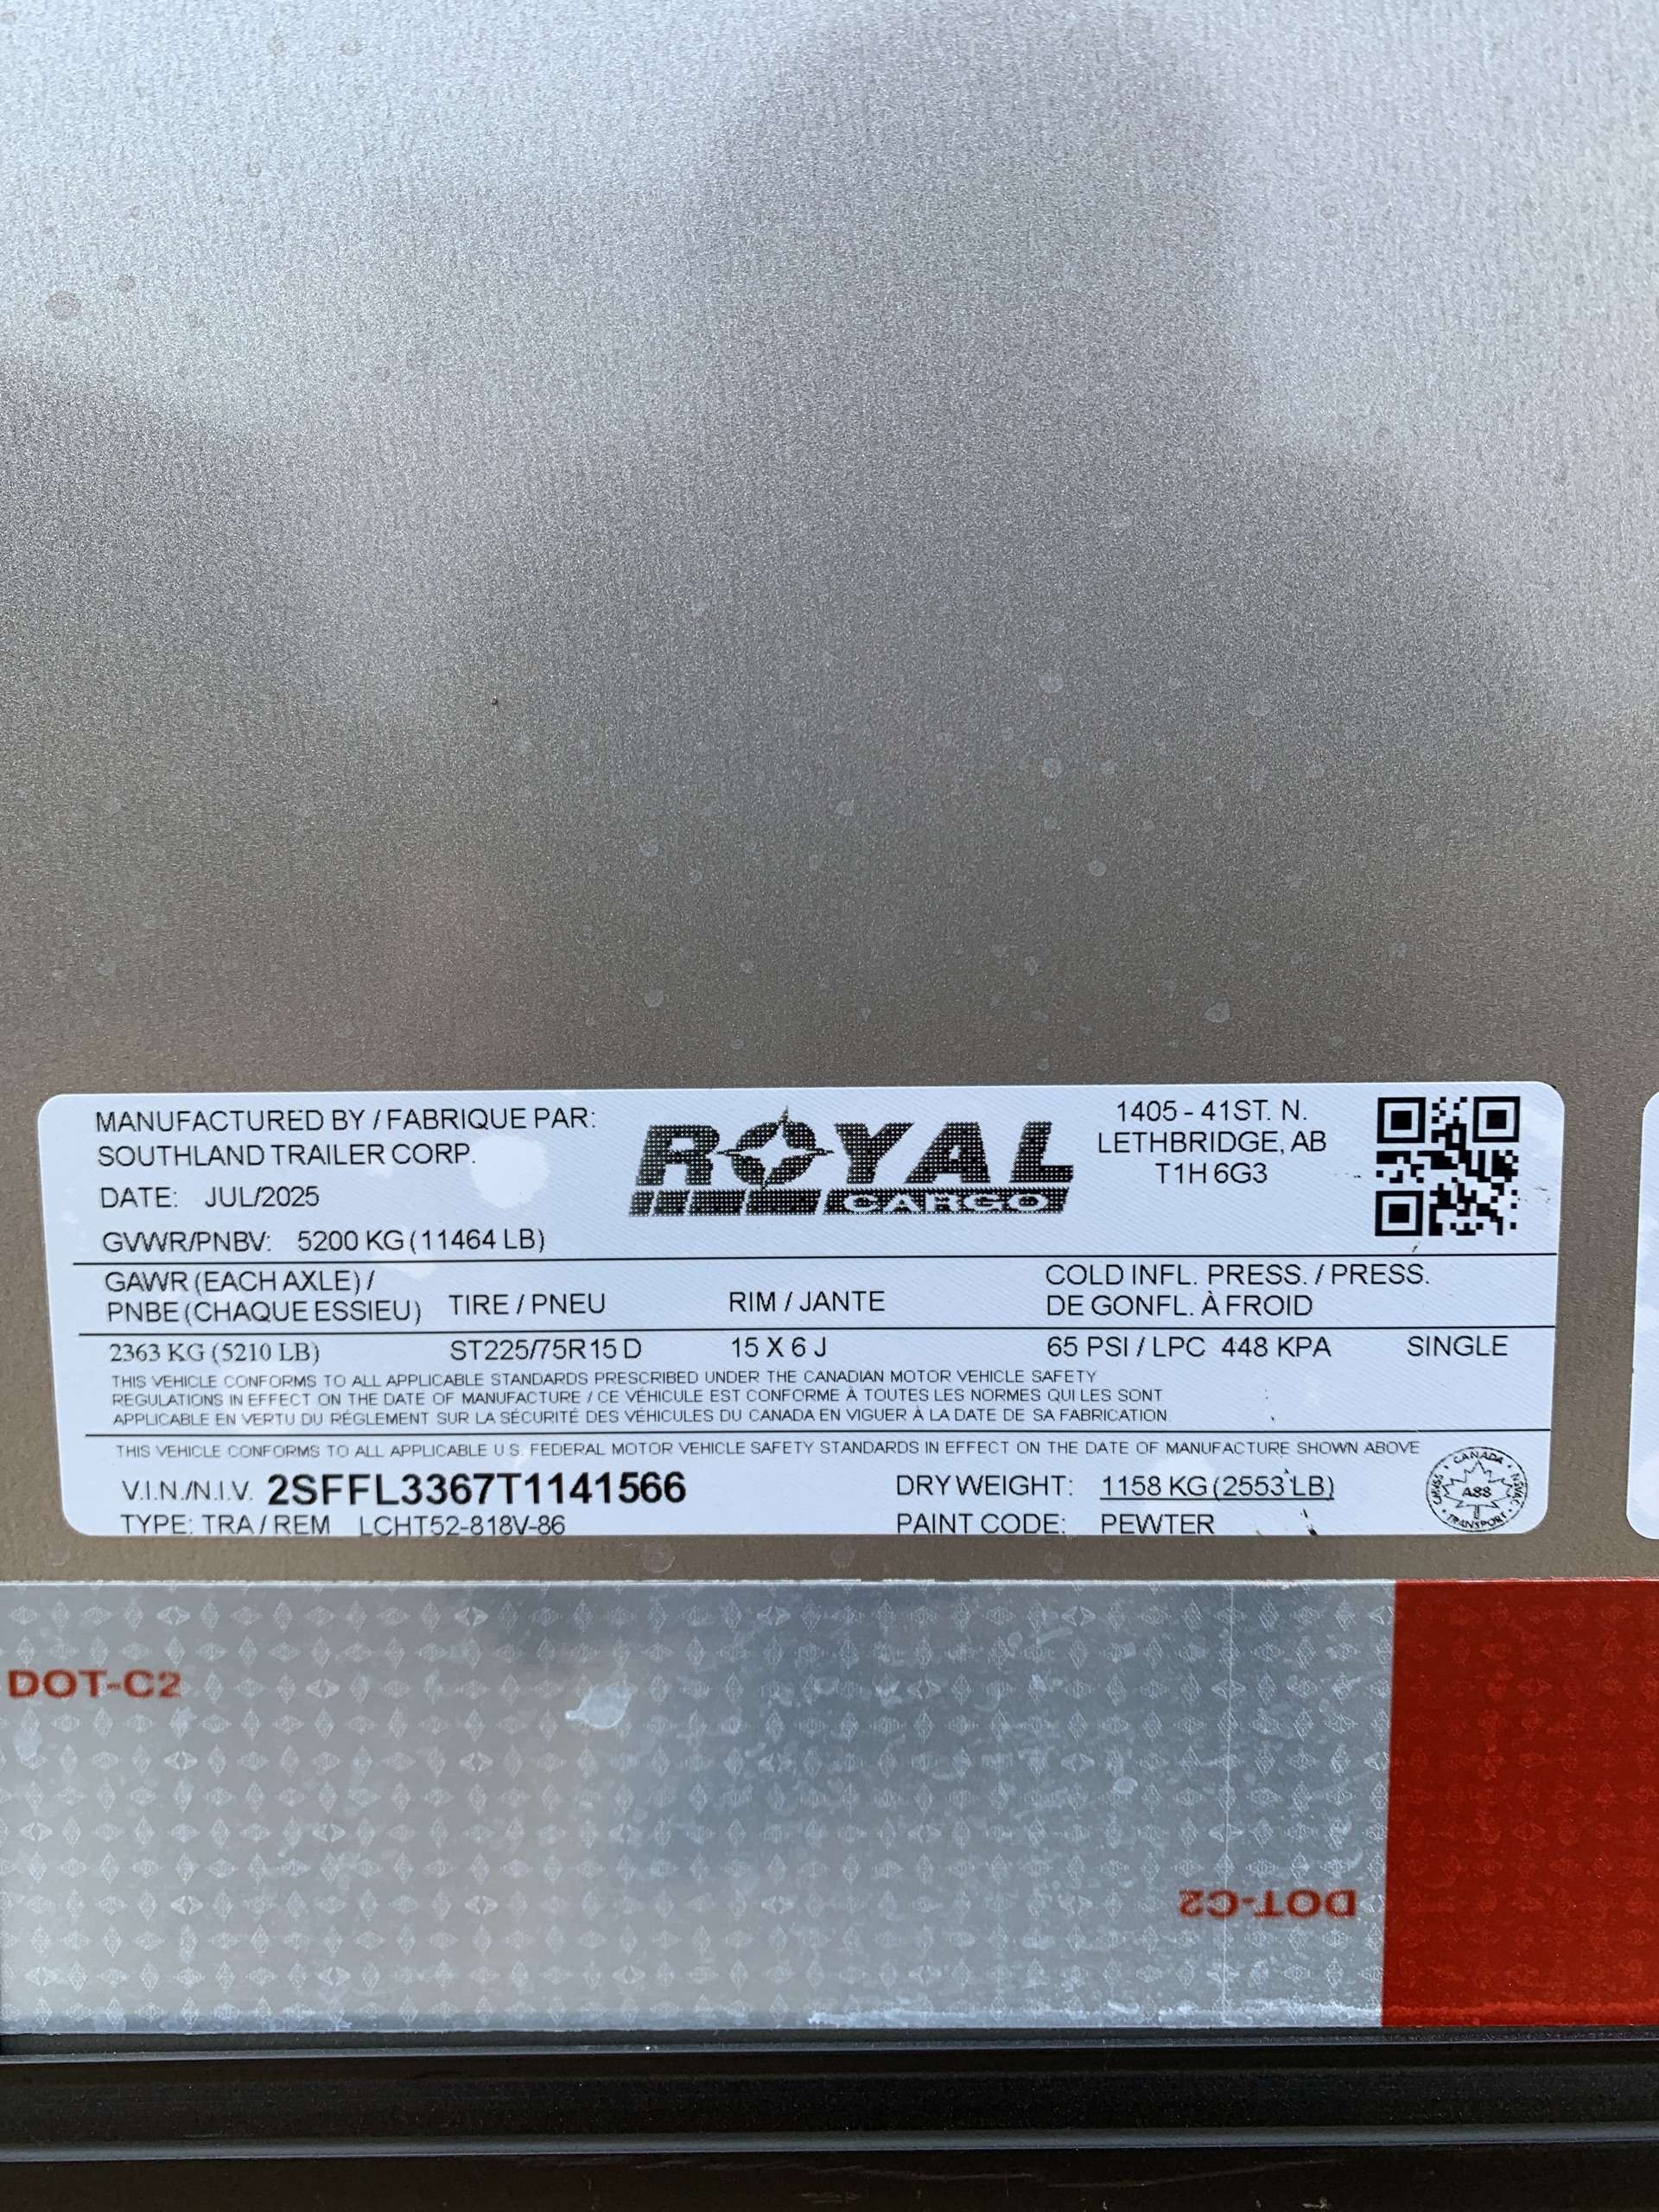 MANUFACTURED BY / FABRIQUE PAR:
SOUTHLAND TRAILER CORP.
DATE: JUL/2025
GVWR/PNBV: 5200 KG (11464 LB)
ROYAL
CARGO
1405 - 41ST. N.
LETHBRIDGE, AB
T1H 6G3
GAWR (EACH AXLE) /
PNBE (CHAQUE ESSIEU)
TIRE / PNEU
RIM / JANTE
COLD INFL. PRESS. / PRESS.
DE GONFL. À FROID
2363 KG (5210 LB) ST225/75R15 D 15 X 6 J 65 PSI / LPC 448 KPA SINGLE
THIS VEHICLE CONFORMS TO ALL APPLICABLE STANDARDS PRESCRIBED UNDER THE CANADIAN MOTOR VEHICLE SAFETY
REGULATIONS IN EFFECT ON THE DATE OF MANUFACTURE / CE VÉHICULE EST CONFORME À TOUTES LES NORMES QUI LES SONT
APPLICABLE EN VERTU DU RÉGLEMENT SUR LA SÉCURITÉ DES VÉHICULES DU CANADA EN VIGUER À LA DATE DE SA FABRICATION
THIS VEHICLE CONFORMS TO ALL APPLICABLE U.S. FEDERAL MOTOR VEHICLE SAFETY STANDARDS IN EFFECT ON THE DATE OF MANUFACTURE SHOWN ABOVE
V.I.N./N.I.V. 2SFFL3367T1141566 DRY WEIGHT: 1158 KG (2553 LB)
TYPE: TRA / REM LCHT52-818V-86 PAINT CODE: PEWTER
CANADA
TRANSPORT
DOT-C2
DOT-C2